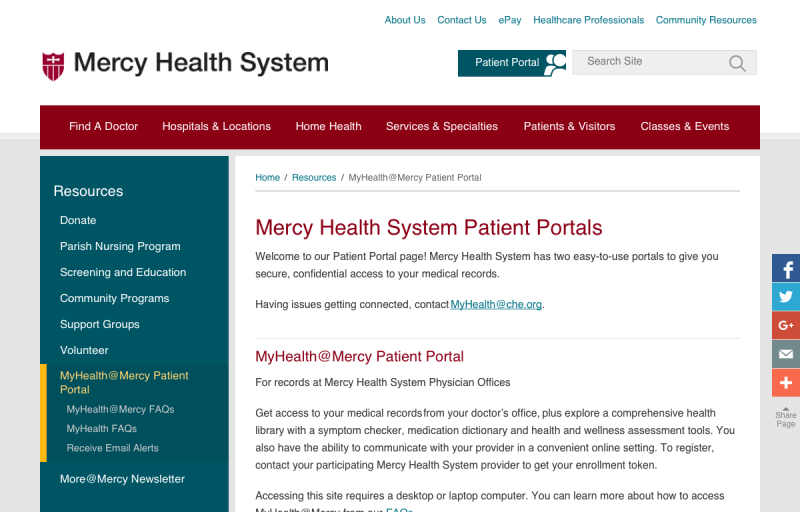 About Us Contact Us ePay Healthcare Professionals Community Resources
Mercy Health System
Patient Portal
Search Site
Find A Doctor Hospitals & Locations Home Health Services & Specialties Patients & Visitors Classes & Events
Resources
Donate
Parish Nursing Program
Screening and Education
Community Programs
Support Groups
Volunteer
MyHealth@Mercy Patient
Portal
MyHealth@Mercy FAQs
MyHealth FAQs
Receive Email Alerts
More@Mercy Newsletter
Home / Resources / MyHealth@Mercy Patient Portal
Mercy Health System Patient Portals
Welcome to our Patient Portal page! Mercy Health System has two easy-to-use portals to give you
secure, confidential access to your medical records.
Having issues getting connected, contact MyHealth@che.org.
MyHealth@Mercy Patient Portal
For records at Mercy Health System Physician Offices
Get access to your medical records from your doctor's office, plus explore a comprehensive health
library with a symptom checker, medication dictionary and health and wellness assessment tools. You
also have the ability to communicate with your provider in a convenient online setting. To register,
contact your participating Mercy Health System provider to get your enrollment token.
Accessing this site requires a desktop or laptop computer. You can learn more about how to access
MyHealth@Mercy from our FAQs
Share
Page